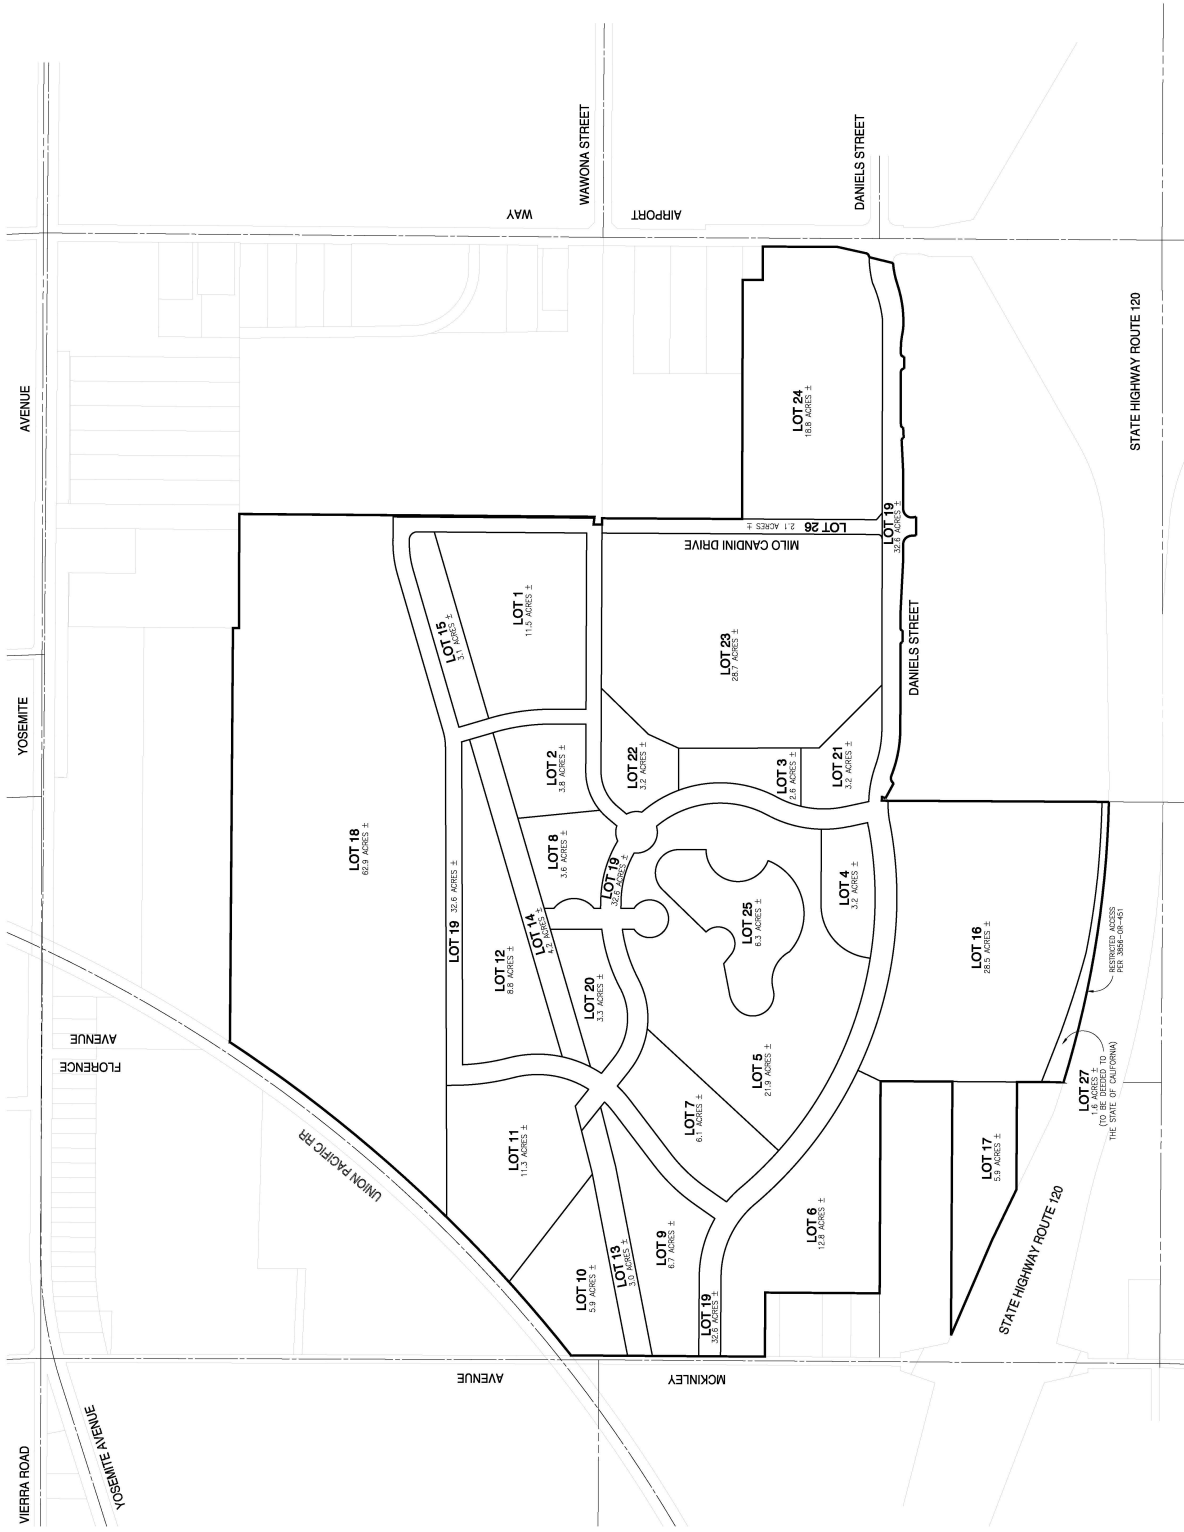 VIERRA ROAD
YOSEMITE AVENUE
YOSEMITE
AVENUE
FLORENCE
AVENUE
UNION PACIFIC RR
LOT 18
62.9 ACRES ±
LOT 19 32.6 ACRES ±
LOT 15
3.1 ACRES ±
LOT 1
11.5 ACRES ±
LOT 11
11.3 ACRES ±
LOT 12
8.8 ACRES ±
LOT 14
4.2 ACRES ±
LOT 2
3.8 ACRES ±
LOT 8
3.6 ACRES ±
LOT 10
5.9 ACRES ±
LOT 13
3.0 ACRES ±
LOT 20
3.3 ACRES ±
LOT 19
32.6 ACRES ±
LOT 22
3.2 ACRES ±
LOT 9
6.7 ACRES ±
LOT 7
6.1 ACRES ±
LOT 19
32.6 ACRES ±
LOT 5
21.9 ACRES ±
LOT 25
6.3 ACRES ±
LOT 3
2.6 ACRES ±
LOT 23
28.7 ACRES ±
MILO CANDINI DRIVE
LOT 26 2.1 ACRES ±
LOT 24
18.8 ACRES ±
LOT 6
12.8 ACRES ±
LOT 4
3.2 ACRES ±
LOT 21
3.2 ACRES ±
LOT 19
32.6 ACRES ±
DANIELS STREET
LOT 17
5.9 ACRES ±
LOT 16
28.5 ACRES ±
LOT 27
1.6 ACRES ±
(TO BE DEEDED TO
THE STATE OF CALIFORNIA)
RESTRICTED ACCESS
PER 3856-OR-451
MCKINLEY
AVENUE
WAWONA STREET
AIRPORT
WAY
DANIELS STREET
STATE HIGHWAY ROUTE 120
STATE HIGHWAY ROUTE 120